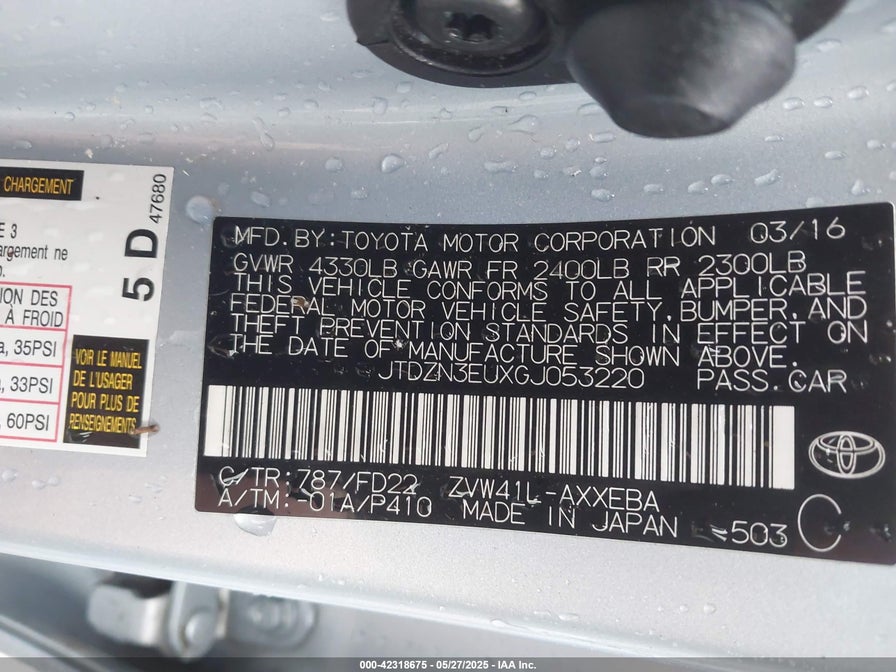 CHARGEMENT
E 3
argement ne
ION DES
À FROID
a, 35PSI
a, 33PSI
, 60PSI
5 D 47680
VOIR LE MANUEL
DE L'USAGER
POUR PLUS DE
RENSEIGNEMENTS
MFD. BY: TOYOTA MOTOR CORPORATION 03/16
GVWR 4330LB GAWR FR 2400LB RR 2300LB
THIS VEHICLE CONFORMS TO ALL APPLICABLE
FEDERAL MOTOR VEHICLE SAFETY, BUMPER, AND
THEFT PREVENTION STANDARDS IN EFFECT ON
THE DATE OF MANUFACTURE SHOWN ABOVE.
JTDZN3EUXGJ053220 PASS. CAR
C/TR: 787/FD22 ZVW41L-AXXEBA
A/TM: -01A/P410 MADE IN JAPAN 503 C
000-42318675 - 05/27/2025 - IAA Inc.